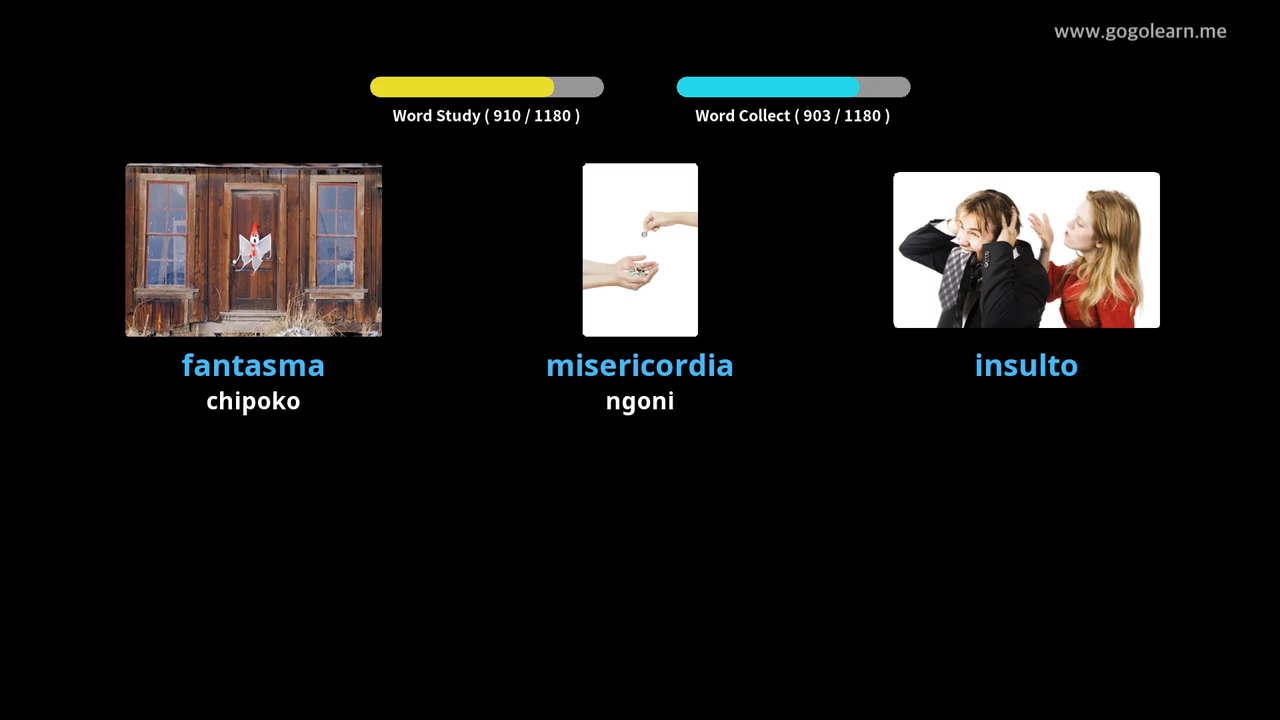 www.gogolearn.me
Word Study ( 910 / 1180 )
Word Collect ( 903 / 1180 )
fantasma
chipoko
misericordia
ngoni
insulto